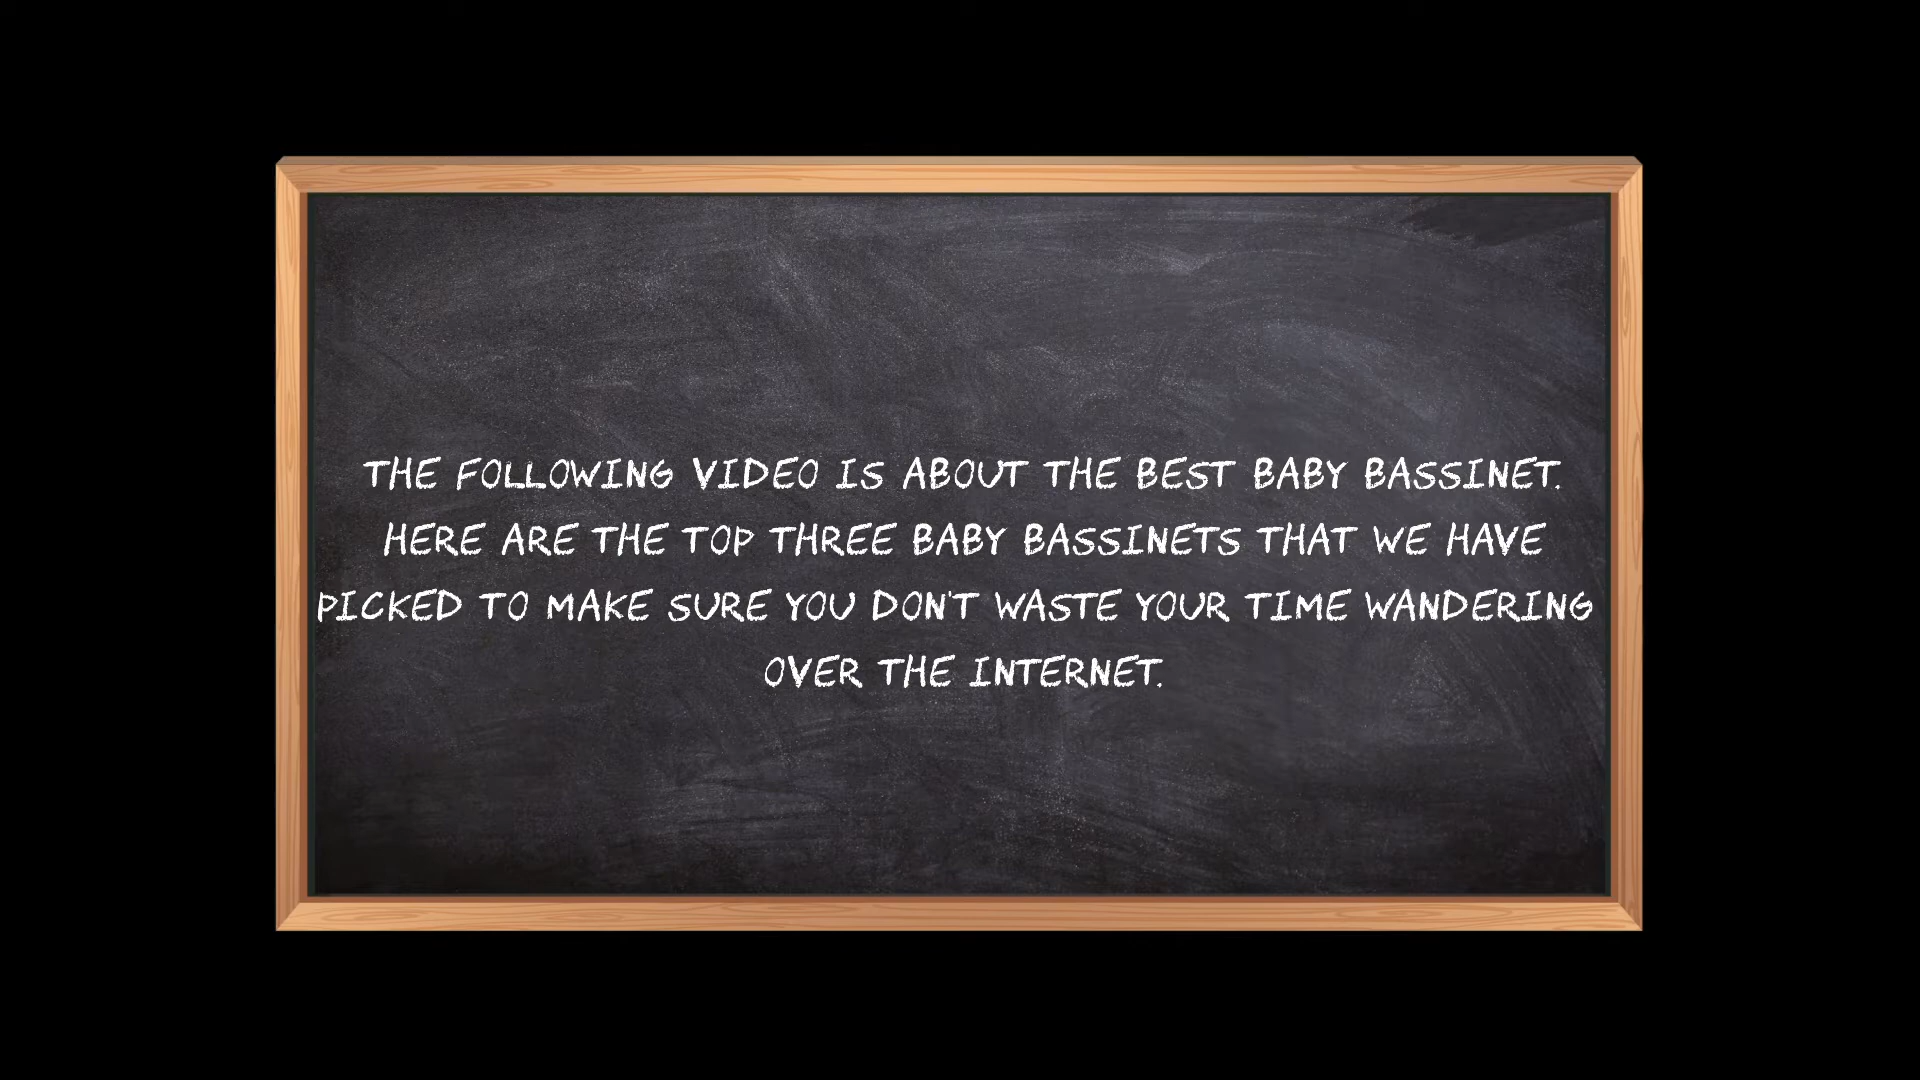 THE FOLLOWING VIDEO IS ABOUT THE BEST BABY BASSINET.
HERE ARE THE TOP THREE BABY BASSINETS THAT WE HAVE
PICKED TO MAKE SURE YOU DON'T WASTE YOUR TIME WANDERING
OVER THE INTERNET.